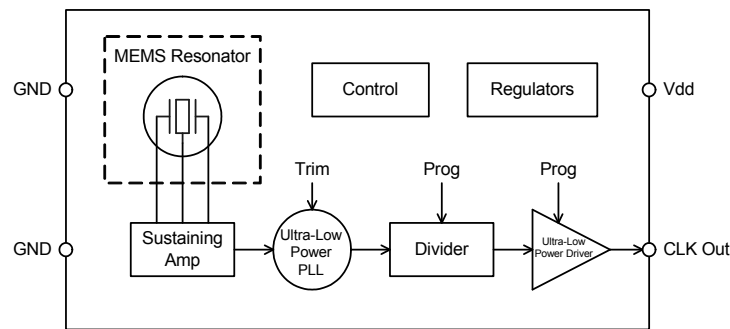 MEMS Resonator
GND
Control
Regulators
Vdd
Trim
Prog
Prog
GND
Sustaining
Amp
Ultra-Low
Power
PLL
Divider
Ultra-Low
Power Driver
CLK Out